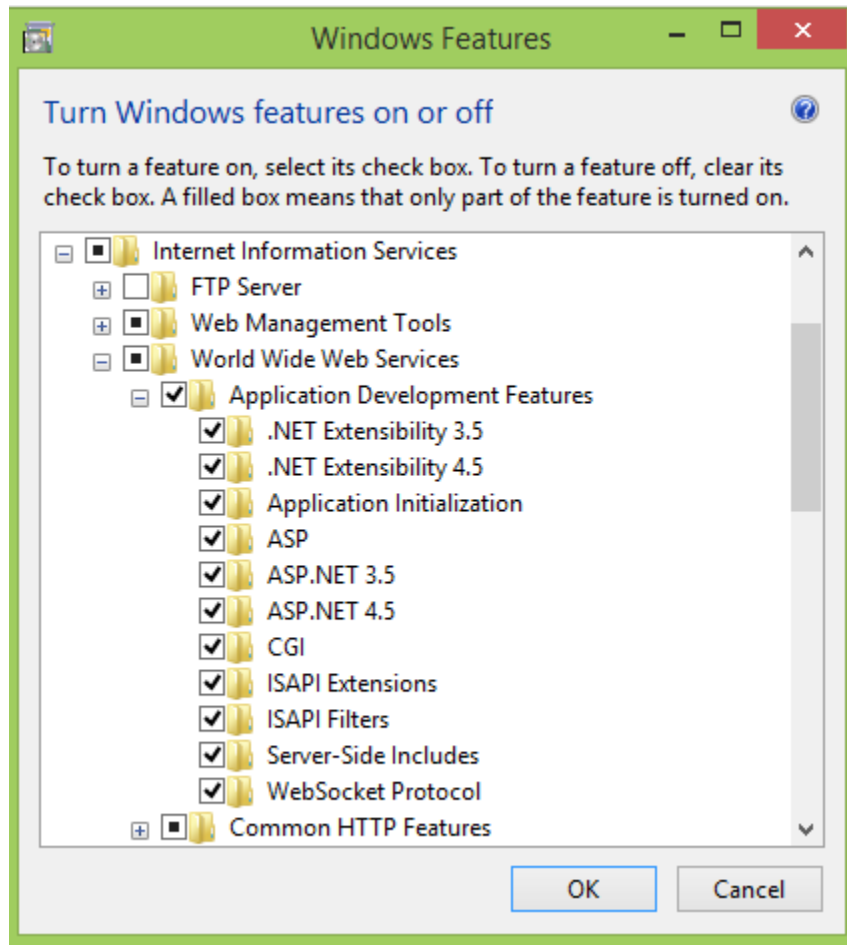 Windows Features
Turn Windows features on or off
To turn a feature on, select its check box. To turn a feature off, clear its
check box. A filled box means that only part of the feature is turned on.
Internet Information Services
FTP Server
Web Management Tools
World Wide Web Services
Application Development Features
.NET Extensibility 3.5
.NET Extensibility 4.5
Application Initialization
ASP
ASP.NET 3.5
ASP.NET 4.5
CGI
ISAPI Extensions
ISAPI Filters
Server-Side Includes
WebSocket Protocol
Common HTTP Features
OK Cancel